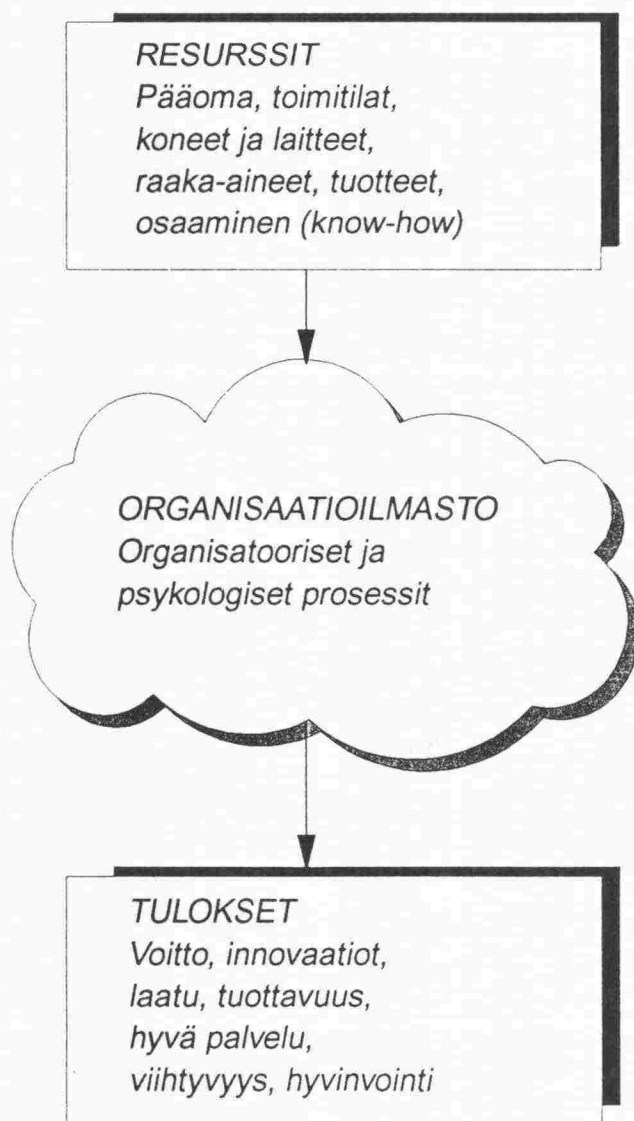 RESURSSIT
Pääoma, toimitilat,
koneet ja laitteet,
raaka-aineet, tuotteet,
osaaminen (know-how)
ORGANISAATIOILMASTO
Organisatooriset ja
psykologiset prosessit
TULOKSET
Voitto, innovaatiot,
laatu, tuottavuus,
hyvä palvelu,
viihtyvyys, hyvinvointi